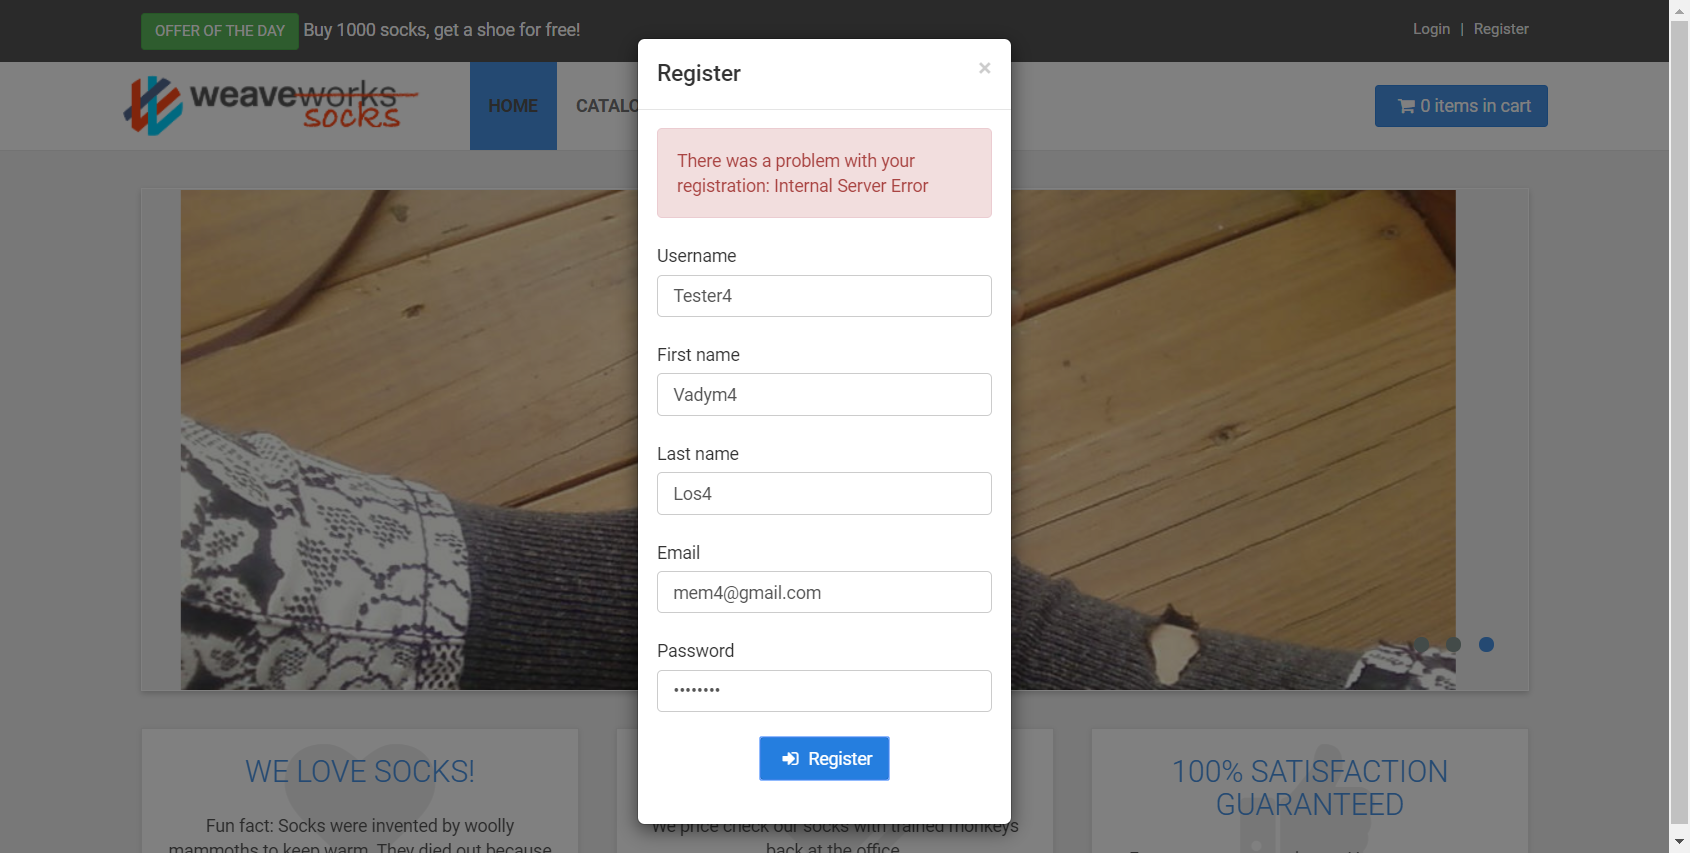 OFFER OF THE DAY Buy 1000 socks, get a shoe for free!
Login | Register
weaveworks
socks
HOME
CATALO
0 items in cart
Register
×
There was a problem with your
registration: Internal Server Error
Username
Tester4
First name
Vadym4
Last name
Los4
Email
mem4@gmail.com
Password
••••••••
Register
WE LOVE SOCKS!
Fun fact: Socks were invented by woolly
mammoths to keep warm. They died out because
We price check our socks with trained monkeys
back at the office
100% SATISFACTION
GUARANTEED